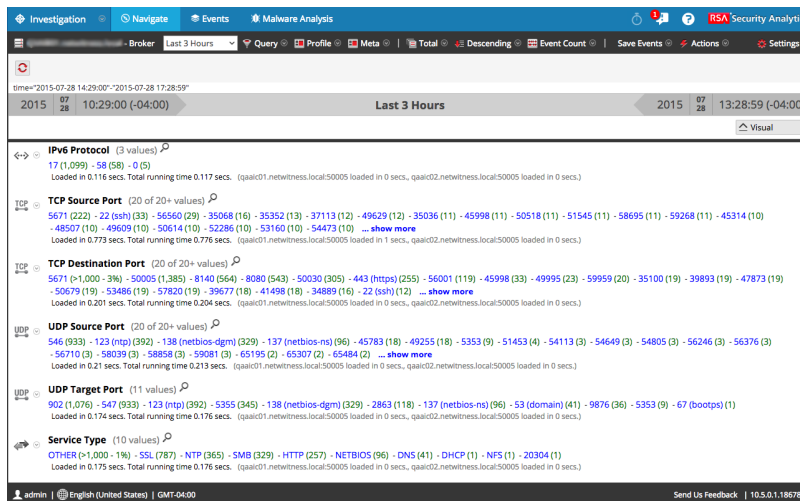 Investigation Navigate Events Malware Analysis 1 ? RSA Security Analyti
- Broker Last 3 Hours Query Profile Meta | Total Descending Event Count | Save Events Actions Settings
time="2015-07-28 14:29:00"-"2015-07-28 17:28:59"
2015 07 28 10:29:00 (-04:00) Last 3 Hours 2015 07 28 13:28:59 (-04:00
Visual
IPv6 Protocol (3 values)
17 (1,099) - 58 (58) - 0 (5)
Loaded in 0.116 secs. Total running time 0.117 secs. (qaaic01.netwitness.local:50005 loaded in 0 secs., qaaic02.netwitness.local:50005 loaded in 0 secs.)
TCP TCP Source Port (20 of 20+ values)
5671 (222) - 22 (ssh) (33) - 56560 (29) - 35068 (16) - 35352 (13) - 37113 (12) - 49629 (12) - 35036 (11) - 45998 (11) - 50518 (11) - 51545 (11) - 58695 (11) - 59268 (11) - 45314 (10)
- 48507 (10) - 49609 (10) - 50614 (10) - 52286 (10) - 53160 (10) - 54473 (10) ... show more
Loaded in 0.773 secs. Total running time 0.776 secs. (qaaic01.netwitness.local:50005 loaded in 1 secs., qaaic02.netwitness.local:50005 loaded in 0 secs.)
TCP TCP Destination Port (20 of 20+ values)
5671 (>1,000 - 3%) - 50005 (1,385) - 8140 (564) - 8080 (543) - 50030 (305) - 443 (https) (255) - 56001 (119) - 45998 (33) - 49995 (23) - 59959 (20) - 35100 (19) - 39893 (19) - 47873 (19)
- 50679 (19) - 53486 (19) - 57820 (19) - 39677 (18) - 41498 (18) - 34889 (16) - 22 (ssh) (12) ... show more
Loaded in 0.201 secs. Total running time 0.204 secs. (qaaic01.netwitness.local:50005 loaded in 0 secs., qaaic02.netwitness.local:50005 loaded in 0 secs.)
UDP UDP Source Port (20 of 20+ values)
546 (933) - 123 (ntp) (392) - 138 (netbios-dgm) (329) - 137 (netbios-ns) (96) - 45783 (18) - 49255 (18) - 5353 (9) - 51453 (4) - 54113 (3) - 54649 (3) - 54805 (3) - 56246 (3) - 56376 (3)
- 56710 (3) - 58039 (3) - 58858 (3) - 59081 (3) - 65195 (2) - 65307 (2) - 65484 (2) ... show more
Loaded in 0.21 secs. Total running time 0.213 secs. (qaaic01.netwitness.local:50005 loaded in 0 secs., qaaic02.netwitness.local:50005 loaded in 0 secs.)
UDP UDP Target Port (11 values)
902 (1,076) - 547 (933) - 123 (ntp) (392) - 5355 (345) - 138 (netbios-dgm) (329) - 2863 (118) - 137 (netbios-ns) (96) - 53 (domain) (41) - 9876 (36) - 5353 (9) - 67 (bootps) (1)
Loaded in 0.174 secs. Total running time 0.176 secs. (qaaic01.netwitness.local:50005 loaded in 0 secs., qaaic02.netwitness.local:50005 loaded in 0 secs.)
Service Type (10 values)
OTHER (>1,000 - 1%) - SSL (787) - NTP (365) - SMB (329) - HTTP (257) - NETBIOS (96) - DNS (41) - DHCP (1) - NFS (1) - 20304 (1)
Loaded in 0.175 secs. Total running time 0.176 secs. (qaaic01.netwitness.local:50005 loaded in 0 secs., qaaic02.netwitness.local:50005 loaded in 0 secs.)
admin | English (United States) | GMT-04:00 Send Us Feedback | 10.5.0.1.18678